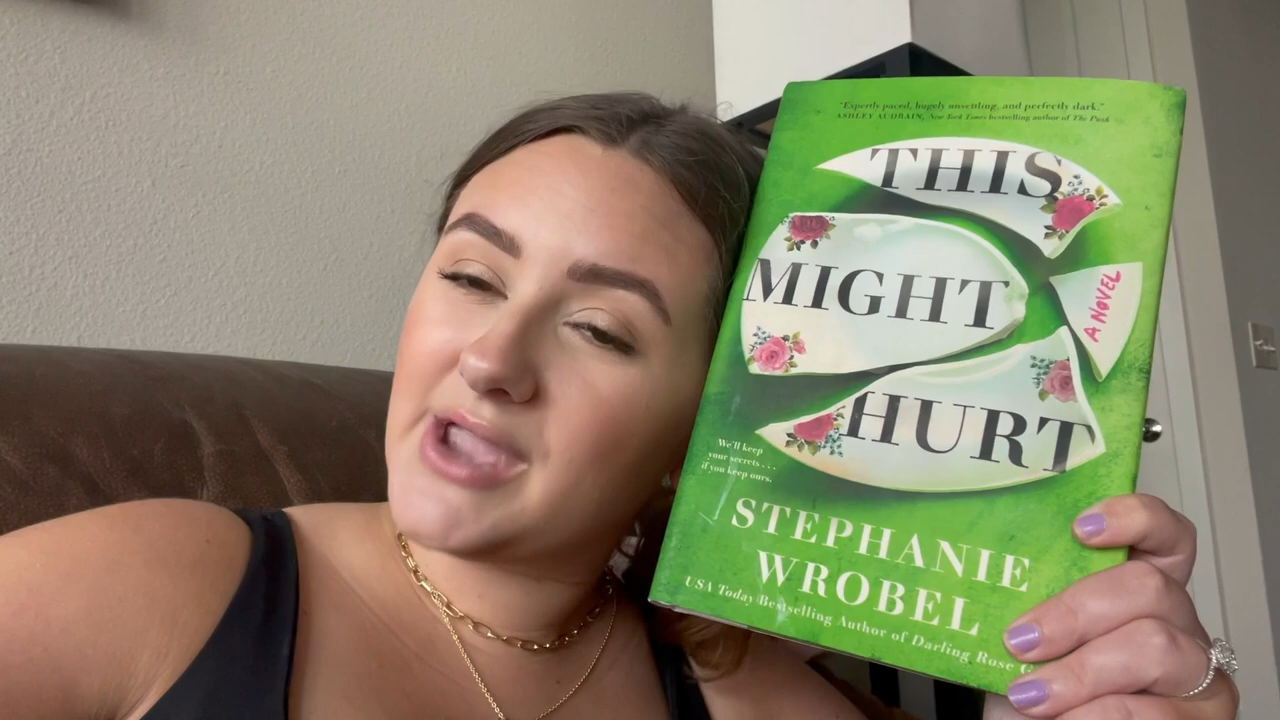 "Expertly paced, hugely unsettling, and perfectly dark."
ASHLEY AUDRAIN, New York Times bestselling author of The Push
THIS
MIGHT
A NOVEL
HURT
We'll keep
your secrets . . .
if you keep ours.
STEPHANIE
WROBEL
USA Today Bestselling Author of Darling Rose G